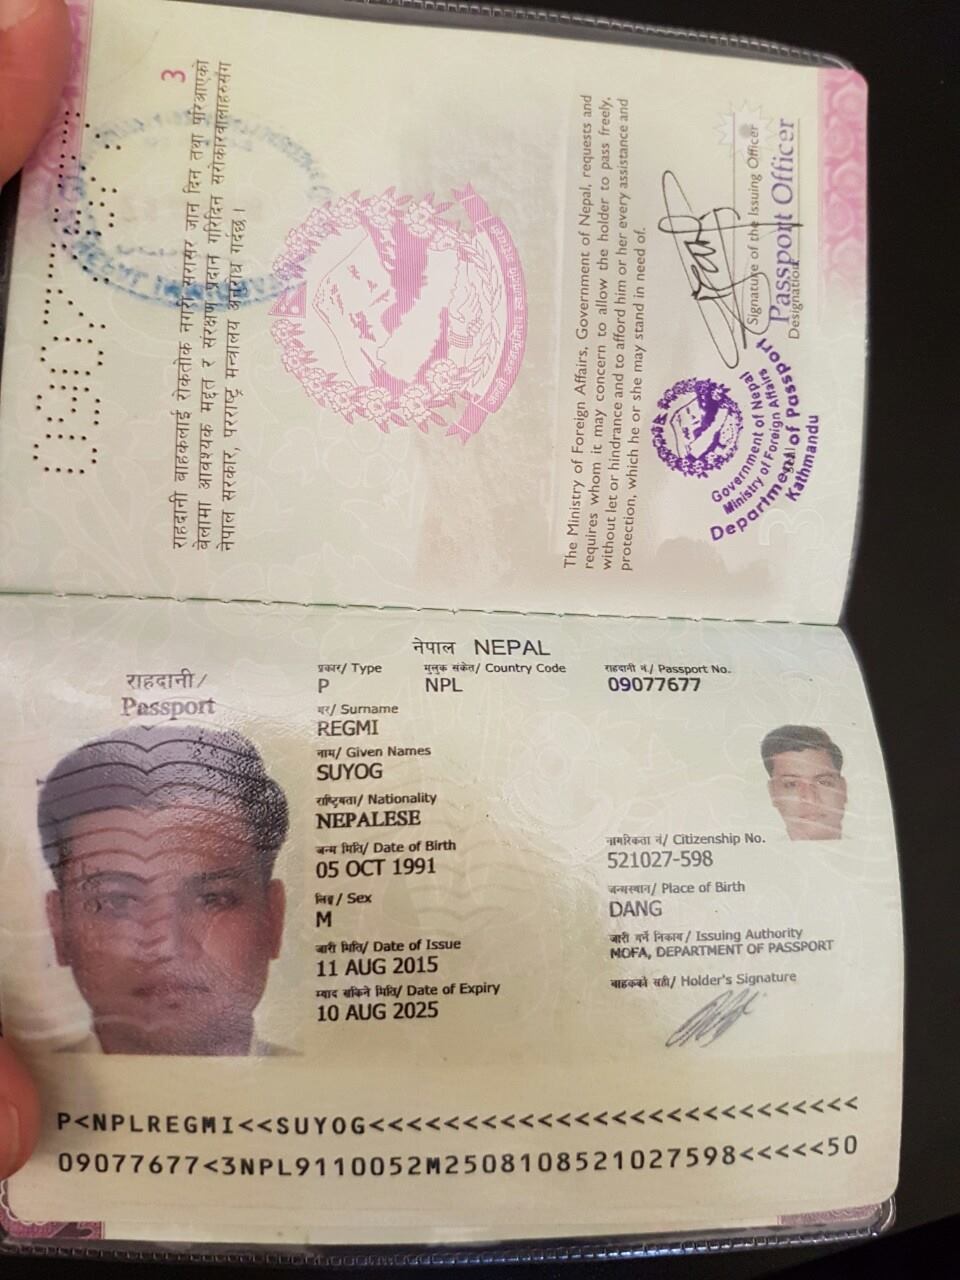 3
राहदानी बाहकलाई रोकतोक नगरी सरासर जान दिन तथा परिआएको
बेलामा आवश्यक मद्दत र संरक्षण प्रदान गरिदिन सरोकारवालाहरुसंग
नेपाल सरकार, परराष्ट्र मन्त्रालय अनुरोध गर्दछ ।
The Ministry of Foreign Affairs, Government of Nepal, requests and
requires whom it may concern to allow the holder to pass freely,
without let or hindrance and to afford him or her every assistance and
protection, which he or she may stand in need of.
Signature of the Issuing Officer
Passport Officer
Designation
Government of Nepal
Ministry of Foreign Affairs
Department of Passport
Kathmandu
नेपाल NEPAL
राहदानी/
Passport
प्रकार/ Type
मुलुक संकेत/ Country Code
राहदानी नं./ Passport No.
P
NPL
09077677
थर/ Surname
REGMI
नाम/ Given Names
SUYOG
राष्ट्रियता/ Nationality
NEPALESE
जन्म मिति/ Date of Birth
05 OCT 1991
लिङ्ग/ Sex
M
जारी मिति/ Date of Issue
11 AUG 2015
म्याद सकिने मिति/ Date of Expiry
10 AUG 2025
नागरिकता नं/ Citizenship No.
521027-598
जन्मस्थान/ Place of Birth
DANG
जारी गर्ने निकाय/ Issuing Authority
MOFA, DEPARTMENT OF PASSPORT
बाहकको सही/ Holder's Signature
P<NPLREGMI<<SUYOG<<<<<<<<<<<<<<<<<<<<<<<<<<<
09077677<3NPL9110052M2508108521027598<<<<<50